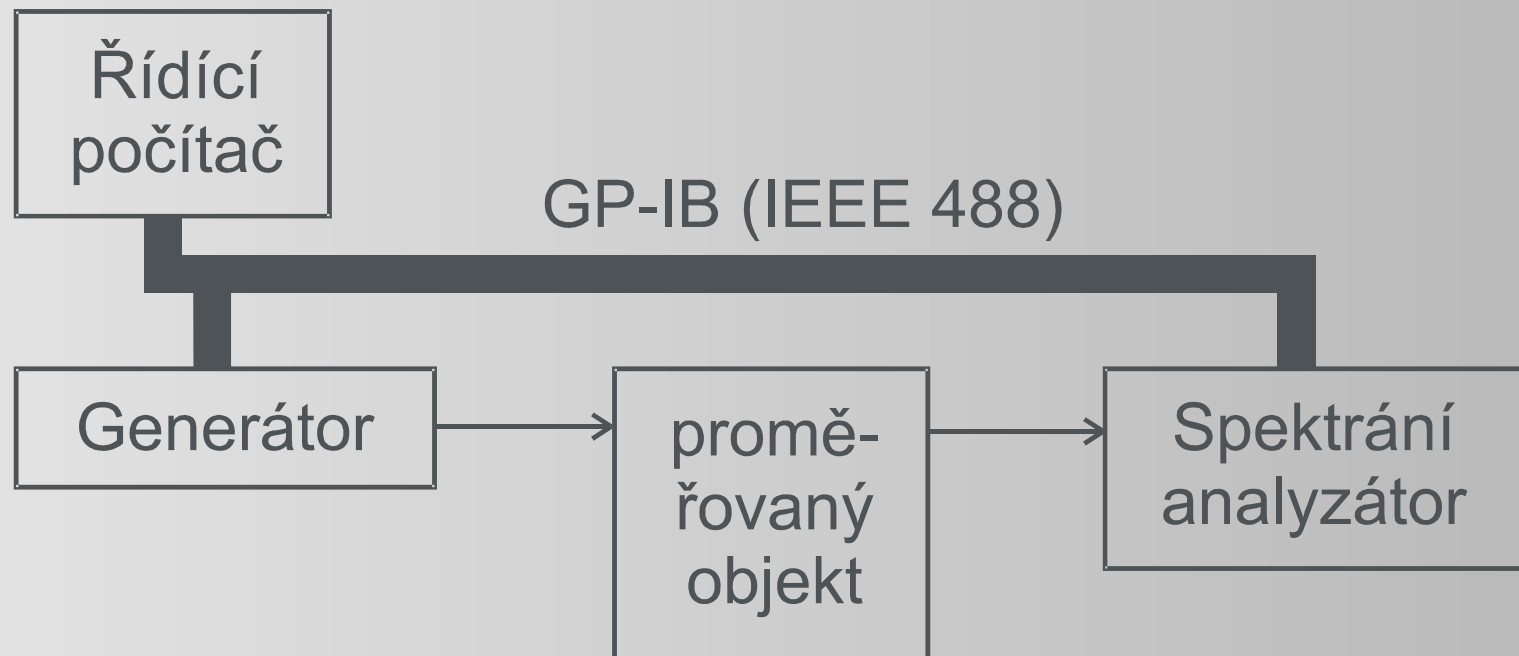 Řídící
počítač
GP-IB (IEEE 488)
Generátor
promě-
řovaný
objekt
Spektrání
analyzátor